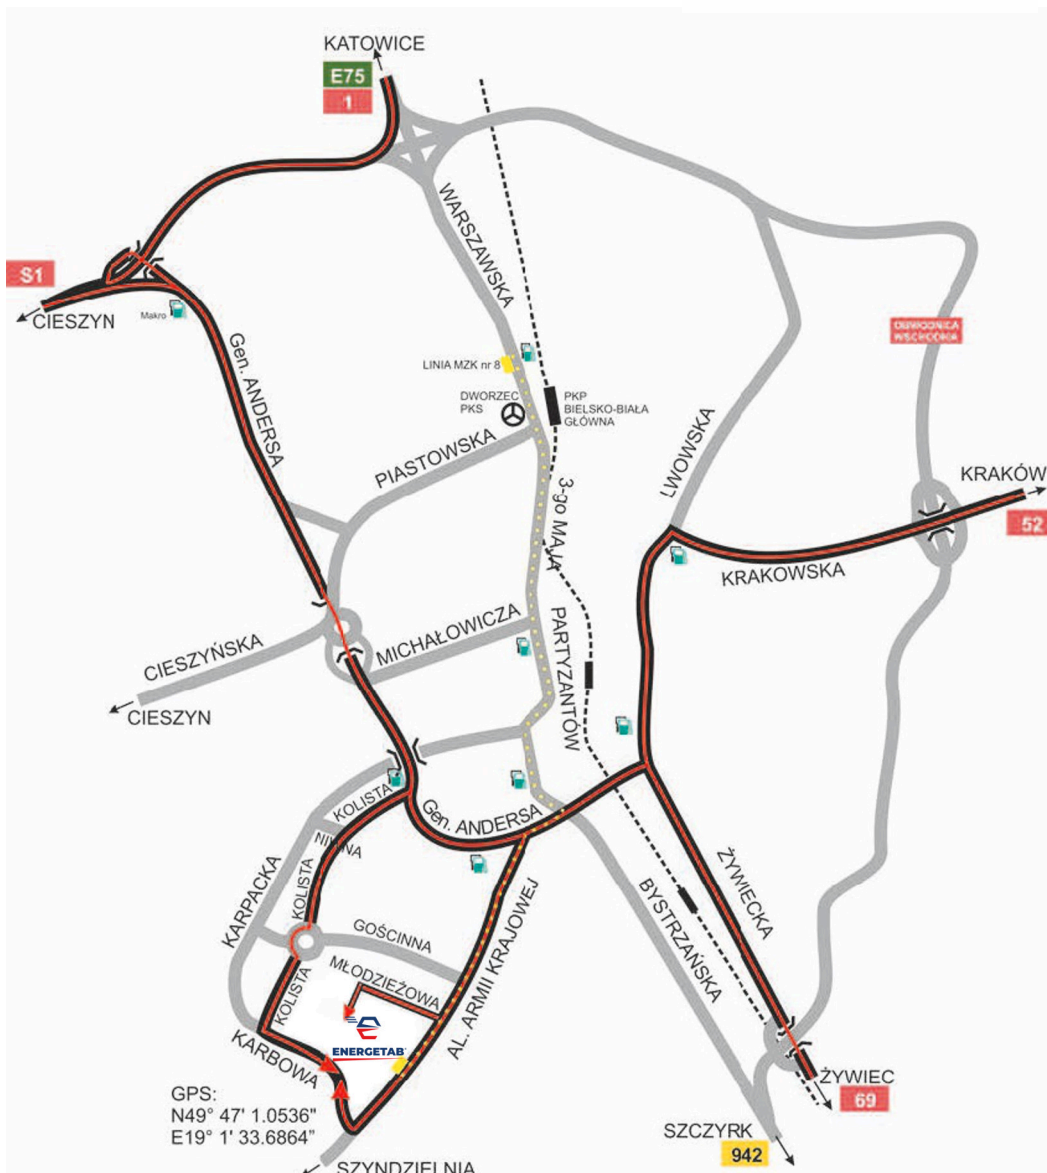 KATOWICE
E75
1
WARSZAWSKA
S1
CIESZYN
Makro
Gen. ANDERSA
LINIA MZK nr 8
OBWODNICA
WSCHODNIA
DWORZEC
PKS
PKP
BIELSKO-BIAŁA
GŁÓWNA
PIASTOWSKA
LWOWSKA
KRAKÓW
52
3-go MAJA
KRAKOWSKA
CIESZYŃSKA
MICHAŁOWICZA
PARTYZANTÓW
CIESZYN
KOLISTA
Gen. ANDERSA
NIWNA
KARPACKA
KOLISTA
ŻYWIECKA
GOŚCINNA
BYSTRZAŃSKA
MŁODZIEŻOWA
AL. ARMII KRAJOWEJ
KOLISTA
ENERGETAB
KARBOWA
GPS:
N49° 47' 1.0536"
E19° 1' 33.6864"
ŻYWIEC
69
SZCZYRK
942
SZYNDZIELNIA